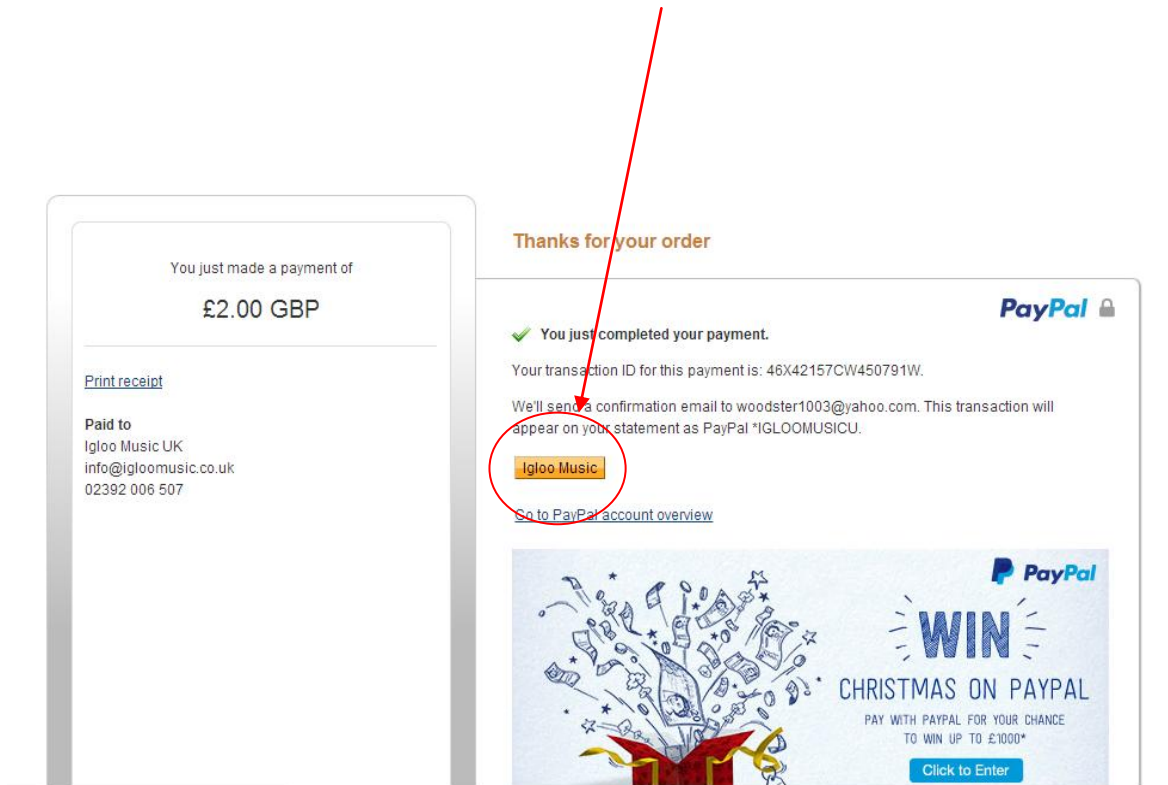 You just made a payment of
£2.00 GBP
Print receipt
Paid to
Igloo Music UK
info@igloomusic.co.uk
02392 006 507
Thanks for your order
PayPal
You just completed your payment.
Your transaction ID for this payment is: 46X42157CW450791W.
We'll send a confirmation email to woodster1003@yahoo.com. This transaction will
appear on your statement as PayPal *IGLOOMUSICU.
Igloo Music
Go to PayPal account overview
PayPal
WIN
CHRISTMAS ON PAYPAL
PAY WITH PAYPAL FOR YOUR CHANCE
TO WIN UP TO £1000*
Click to Enter